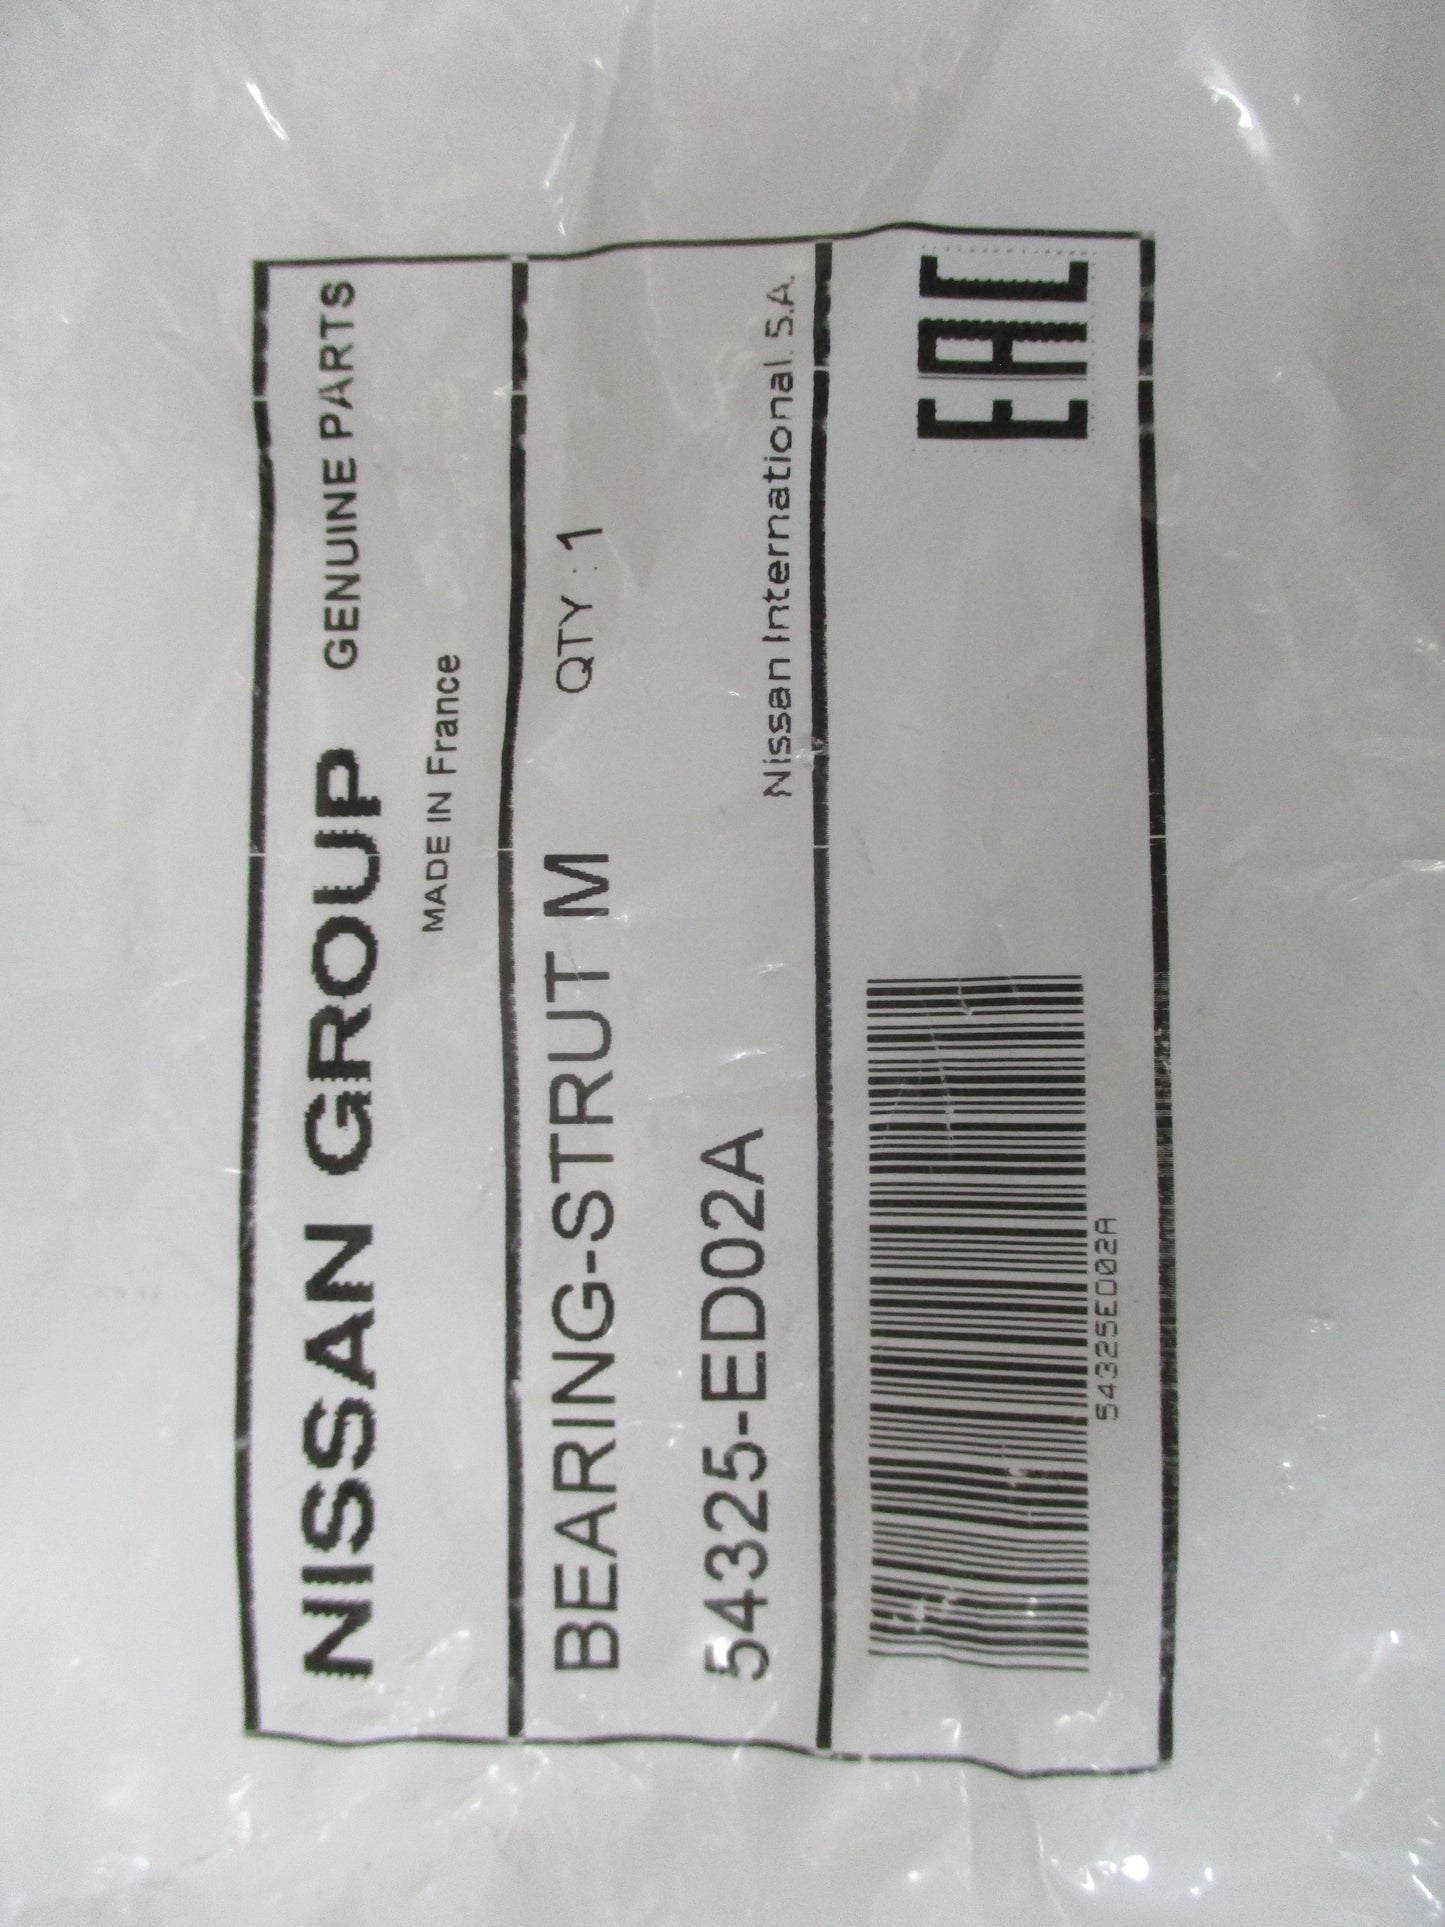 NISSAN GROUP GENUINE PARTS
MADE IN France
BEARING-STRUT M QTY : 1
54325-ED02A
Nissan International. S.A.
54325ED02A
EAC